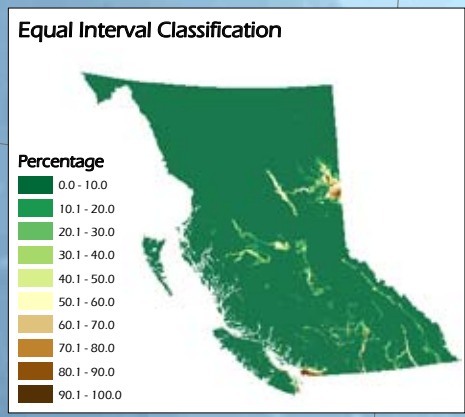 Equal Interval Classification
Percentage
0.0 - 10.0
10.1 - 20.0
20.1 - 30.0
30.1 - 40.0
40.1 - 50.0
50.1 - 60.0
60.1 - 70.0
70.1 - 80.0
80.1 - 90.0
90.1 - 100.0